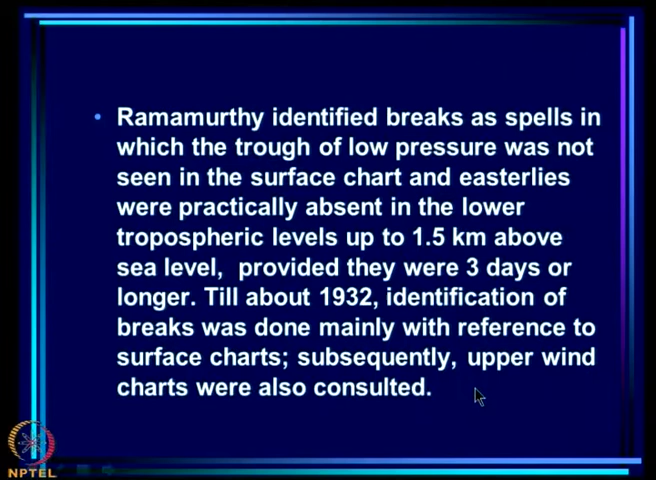 • Ramamurthy identified breaks as spells in
which the trough of low pressure was not
seen in the surface chart and easterlies
were practically absent in the lower
tropospheric levels up to 1.5 km above
sea level, provided they were 3 days or
longer. Till about 1932, identification of
breaks was done mainly with reference to
surface charts; subsequently, upper wind
charts were also consulted.
NPTEL